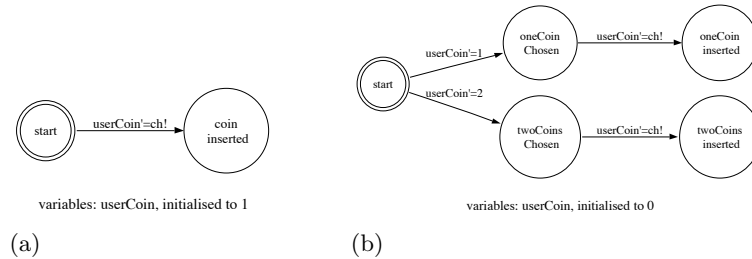 start
userCoin'=ch!
coin
inserted
variables: userCoin, initialised to 1
(a)
start
userCoin'=1
userCoin'=2
oneCoin
Chosen
userCoin'=ch!
oneCoin
inserted
twoCoins
Chosen
userCoin'=ch!
twoCoins
inserted
variables: userCoin, initialised to 0
(b)